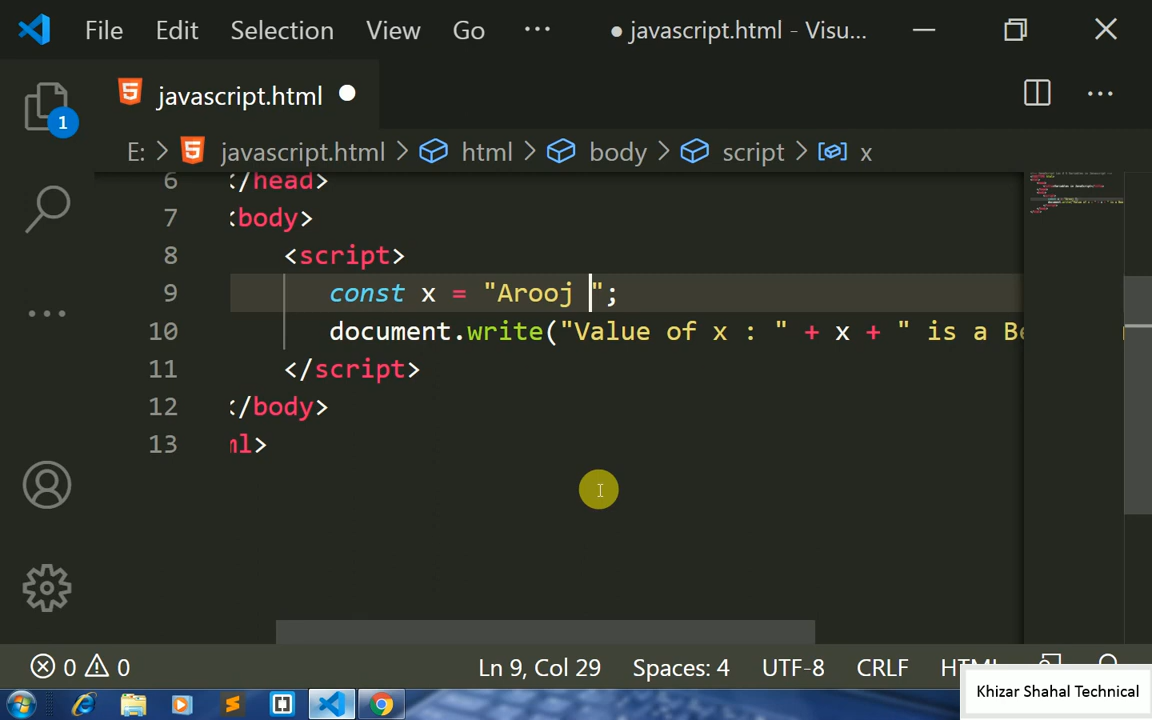 File Edit Selection View Go ··· ● javascript.html - Visu...
javascript.html ●
E: > javascript.html > html > body > script > x
6 </head>
7 <body>
8 <script>
9 const x = "Arooj ";
10 document.write("Value of x : " + x + " is a Be
11 </script>
12 </body>
13 ml>
1
0 0 Ln 9, Col 29 Spaces: 4 UTF-8 CRLF HTML
Khizar Shahal Technical